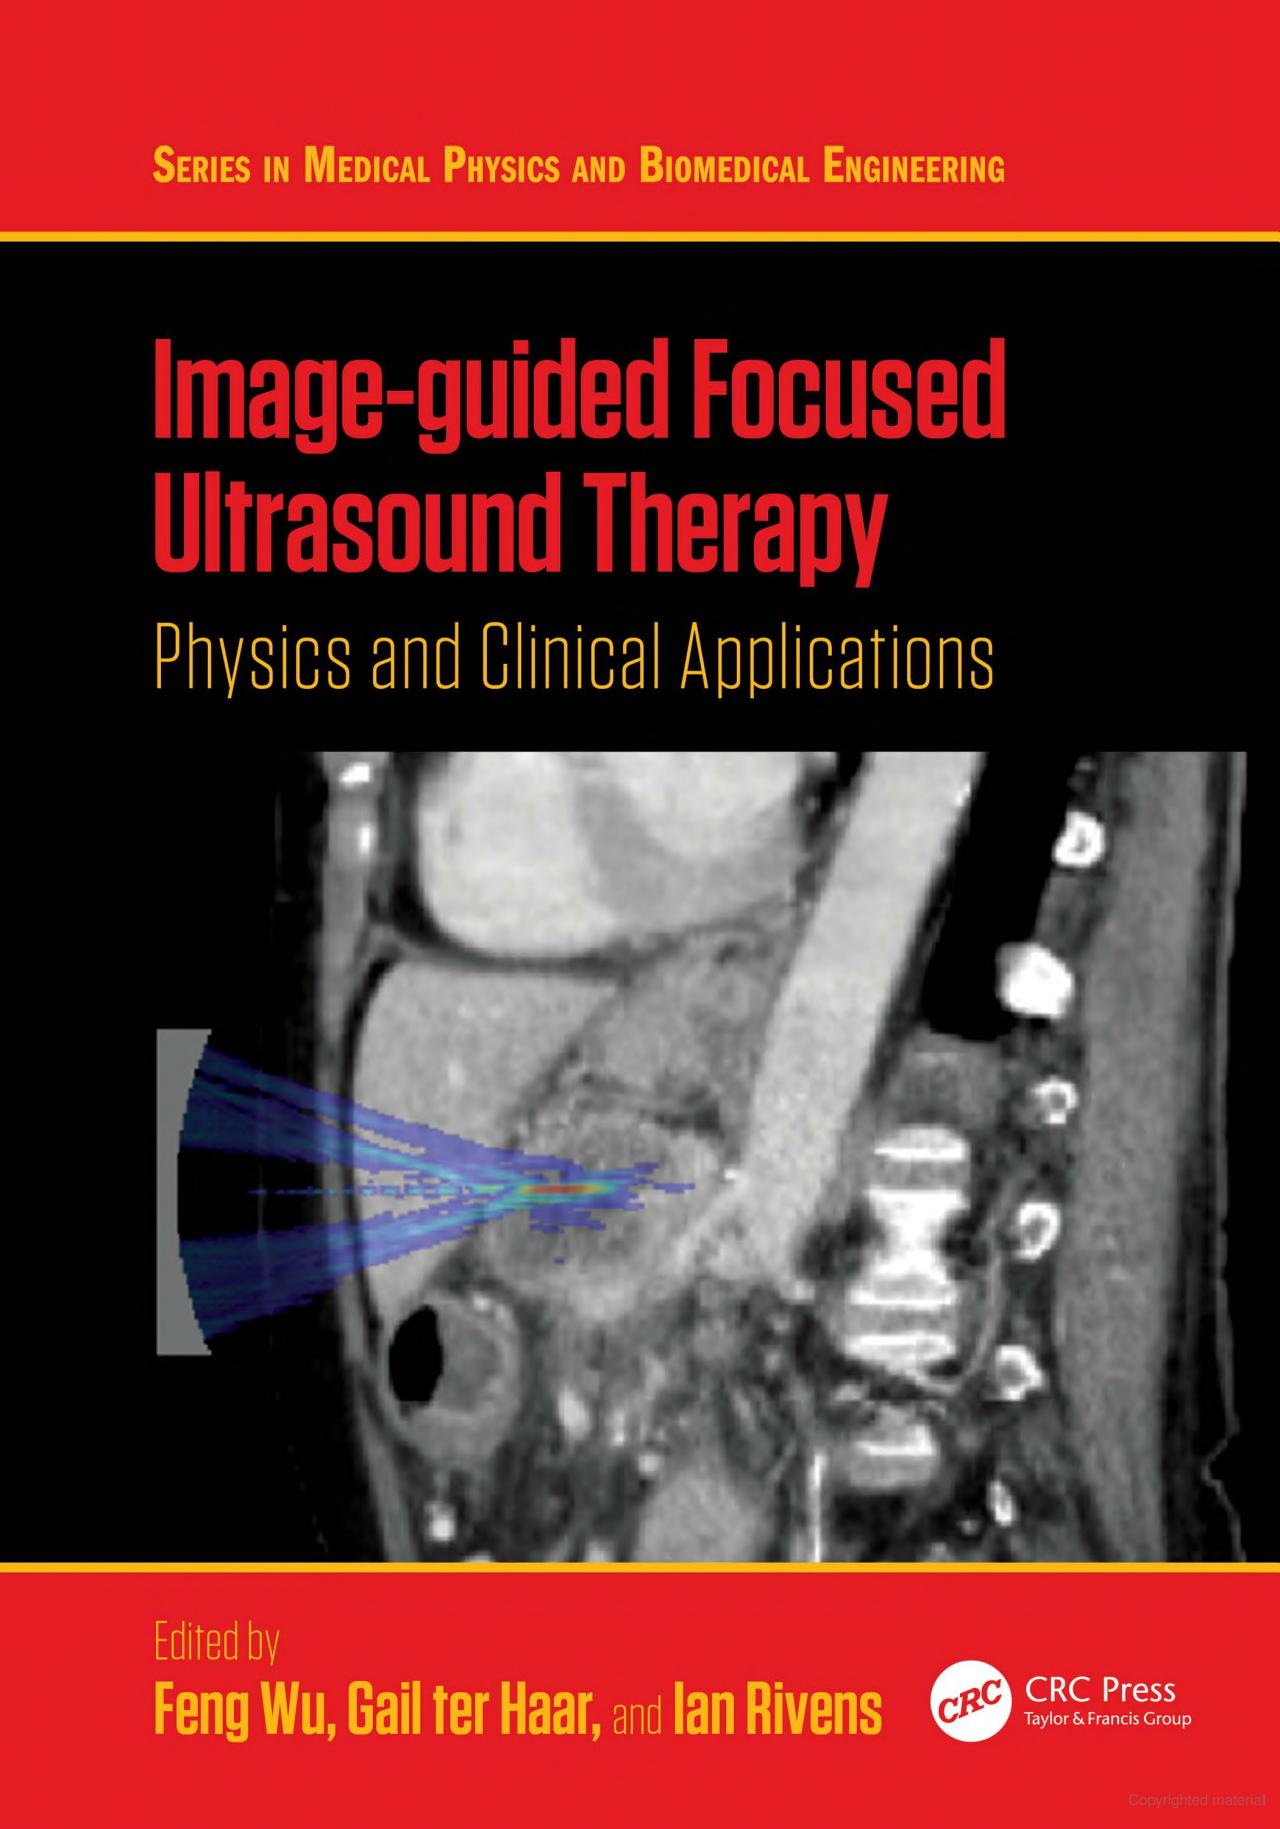 Series in Medical Physics and Biomedical Engineering
Image-guided Focused
Ultrasound Therapy
Physics and Clinical Applications
Edited by
Feng Wu, Gail ter Haar, and Ian Rivens
CRC
CRC Press
Taylor & Francis Group
Copyrighted material